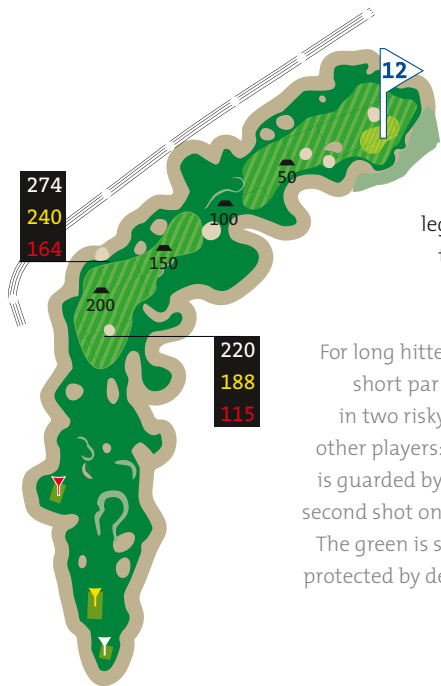 12
50
100
150
200
274
240
164
220
188
115
For long hitte
short par
in two risky
other players:
is guarded by
second shot on
The green is s
protected by de